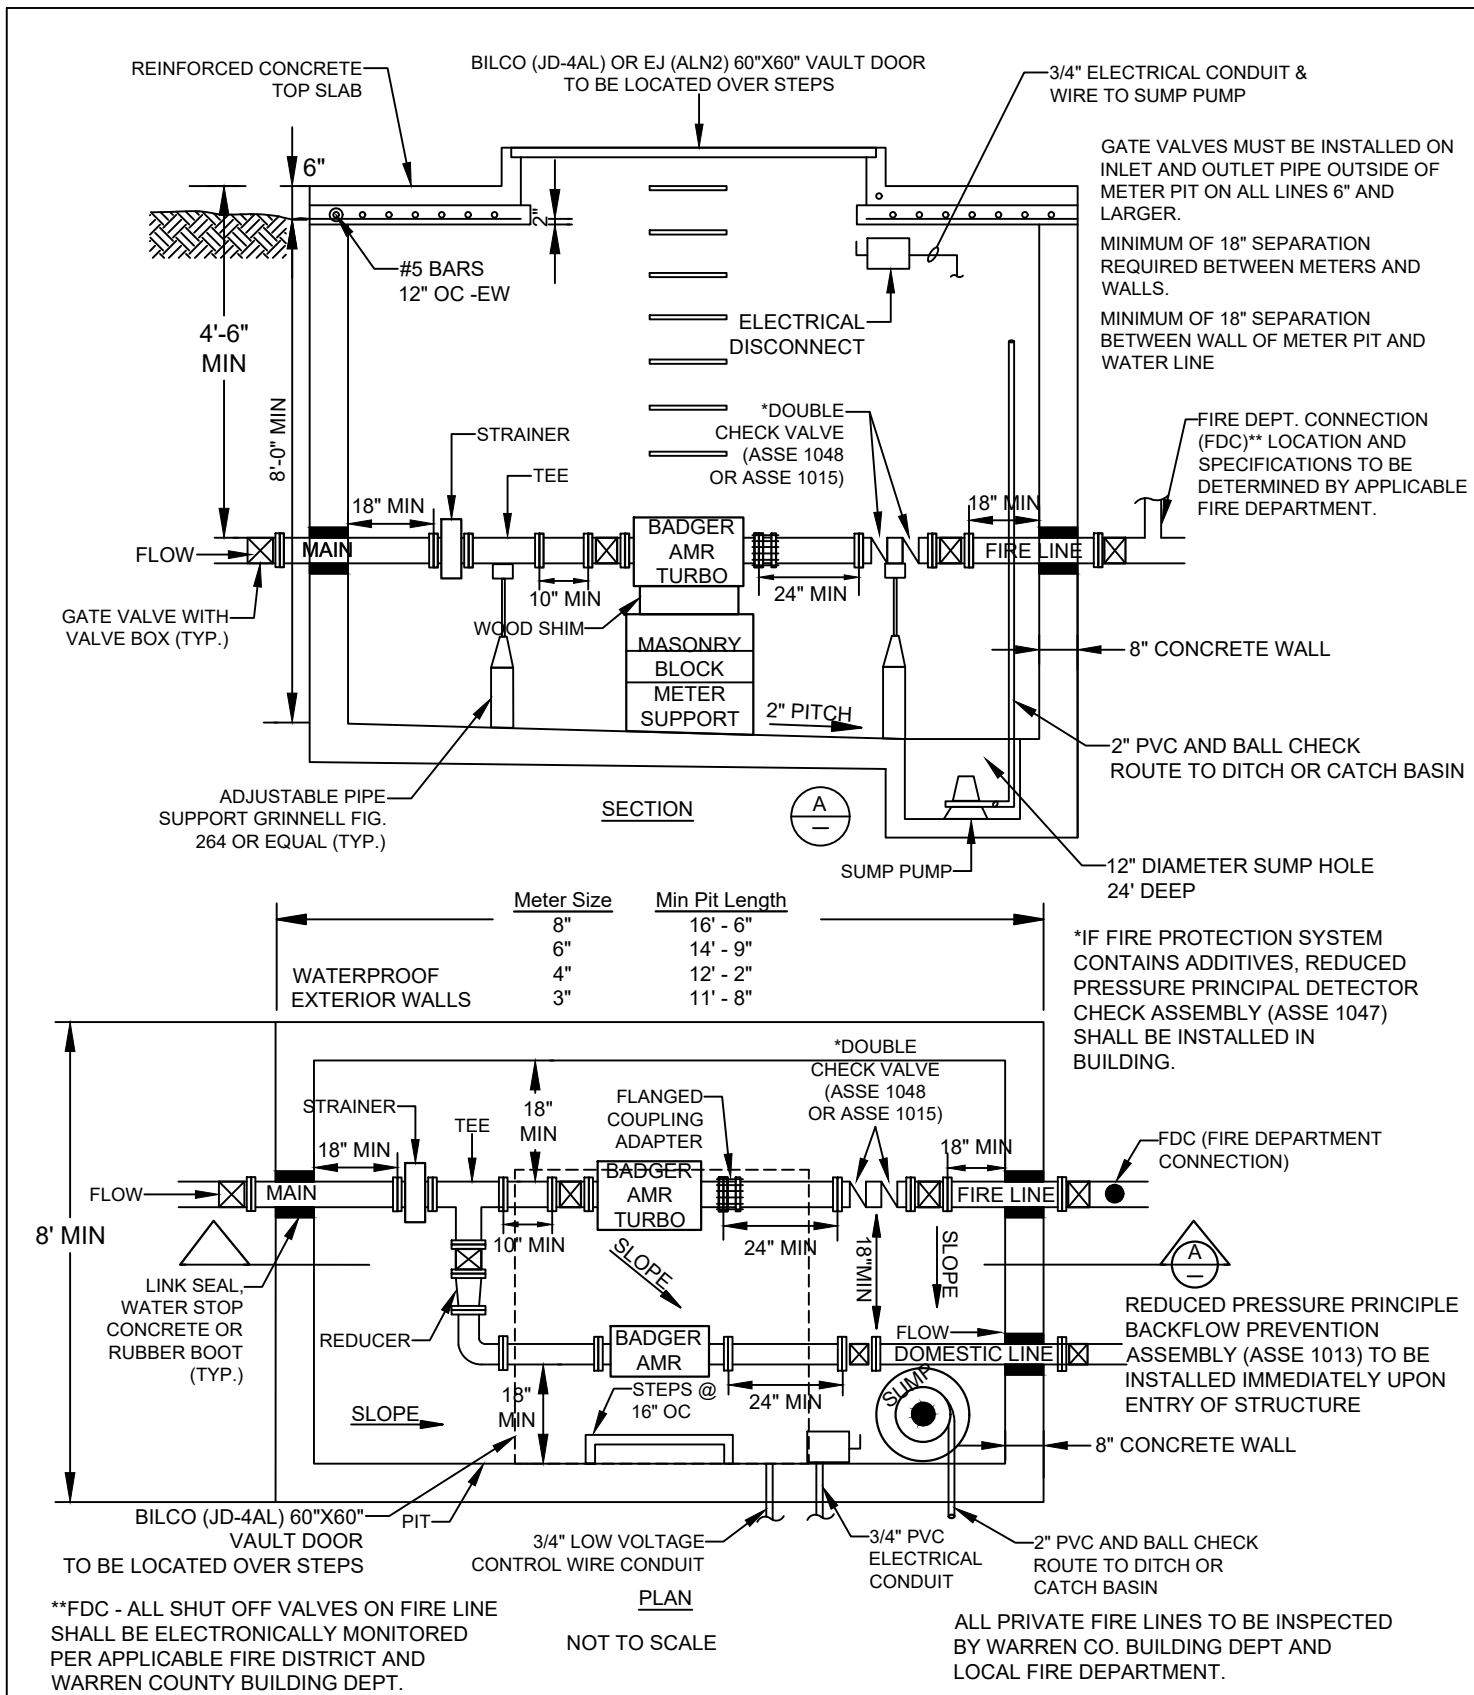 REINFORCED CONCRETE
TOP SLAB
BILCO (JD-4AL) OR EJ (ALN2) 60"X60" VAULT DOOR
TO BE LOCATED OVER STEPS
3/4" ELECTRICAL CONDUIT &
WIRE TO SUMP PUMP
GATE VALVES MUST BE INSTALLED ON
INLET AND OUTLET PIPE OUTSIDE OF
METER PIT ON ALL LINES 6" AND
LARGER.
MINIMUM OF 18" SEPARATION
REQUIRED BETWEEN METERS AND
WALLS.
MINIMUM OF 18" SEPARATION
BETWEEN WALL OF METER PIT AND
WATER LINE
6"
2"
#5 BARS
12" OC -EW
4'-6"
MIN
8'-0" MIN
ELECTRICAL
DISCONNECT
*DOUBLE
CHECK VALVE
(ASSE 1048
OR ASSE 1015)
FIRE DEPT. CONNECTION
(FDC)** LOCATION AND
SPECIFICATIONS TO BE
DETERMINED BY APPLICABLE
FIRE DEPARTMENT.
STRAINER
TEE
18" MIN
18" MIN
FLOW
MAIN
BADGER
AMR
TURBO
FIRE LINE
10" MIN
24" MIN
GATE VALVE WITH
VALVE BOX (TYP.)
WOOD SHIM
MASONRY
BLOCK
METER
SUPPORT
8" CONCRETE WALL
2" PITCH
2" PVC AND BALL CHECK
ROUTE TO DITCH OR CATCH BASIN
ADJUSTABLE PIPE
SUPPORT GRINNELL FIG.
264 OR EQUAL (TYP.)
SECTION
A
SUMP PUMP
12" DIAMETER SUMP HOLE
24' DEEP
Meter Size Min Pit Length
8" 16' - 6"
6" 14' - 9"
4" 12' - 2"
3" 11' - 8"
WATERPROOF
EXTERIOR WALLS
*IF FIRE PROTECTION SYSTEM
CONTAINS ADDITIVES, REDUCED
PRESSURE PRINCIPAL DETECTOR
CHECK ASSEMBLY (ASSE 1047)
SHALL BE INSTALLED IN
BUILDING.
*DOUBLE
CHECK VALVE
(ASSE 1048
OR ASSE 1015)
STRAINER
TEE
18"
MIN
FLANGED
COUPLING
ADAPTER
18" MIN
18" MIN
FDC (FIRE DEPARTMENT
CONNECTION)
FLOW
MAIN
BADGER
AMR
TURBO
FIRE LINE
8' MIN
10" MIN
24" MIN
SLOPE
18"MIN
SLOPE
A
LINK SEAL,
WATER STOP
CONCRETE OR
RUBBER BOOT
(TYP.)
REDUCER
BADGER
AMR
FLOW
DOMESTIC LINE
REDUCED PRESSURE PRINCIPLE
BACKFLOW PREVENTION
ASSEMBLY (ASSE 1013) TO BE
INSTALLED IMMEDIATELY UPON
ENTRY OF STRUCTURE
18"
MIN
STEPS @
16" OC
24" MIN
SUMP
SLOPE
8" CONCRETE WALL
BILCO (JD-4AL) 60"X60"
VAULT DOOR
TO BE LOCATED OVER STEPS
PIT
3/4" LOW VOLTAGE
CONTROL WIRE CONDUIT
3/4" PVC
ELECTRICAL
CONDUIT
2" PVC AND BALL CHECK
ROUTE TO DITCH OR
CATCH BASIN
PLAN
NOT TO SCALE
**FDC - ALL SHUT OFF VALVES ON FIRE LINE
SHALL BE ELECTRONICALLY MONITORED
PER APPLICABLE FIRE DISTRICT AND
WARREN COUNTY BUILDING DEPT.
ALL PRIVATE FIRE LINES TO BE INSPECTED
BY WARREN CO. BUILDING DEPT AND
LOCAL FIRE DEPARTMENT.